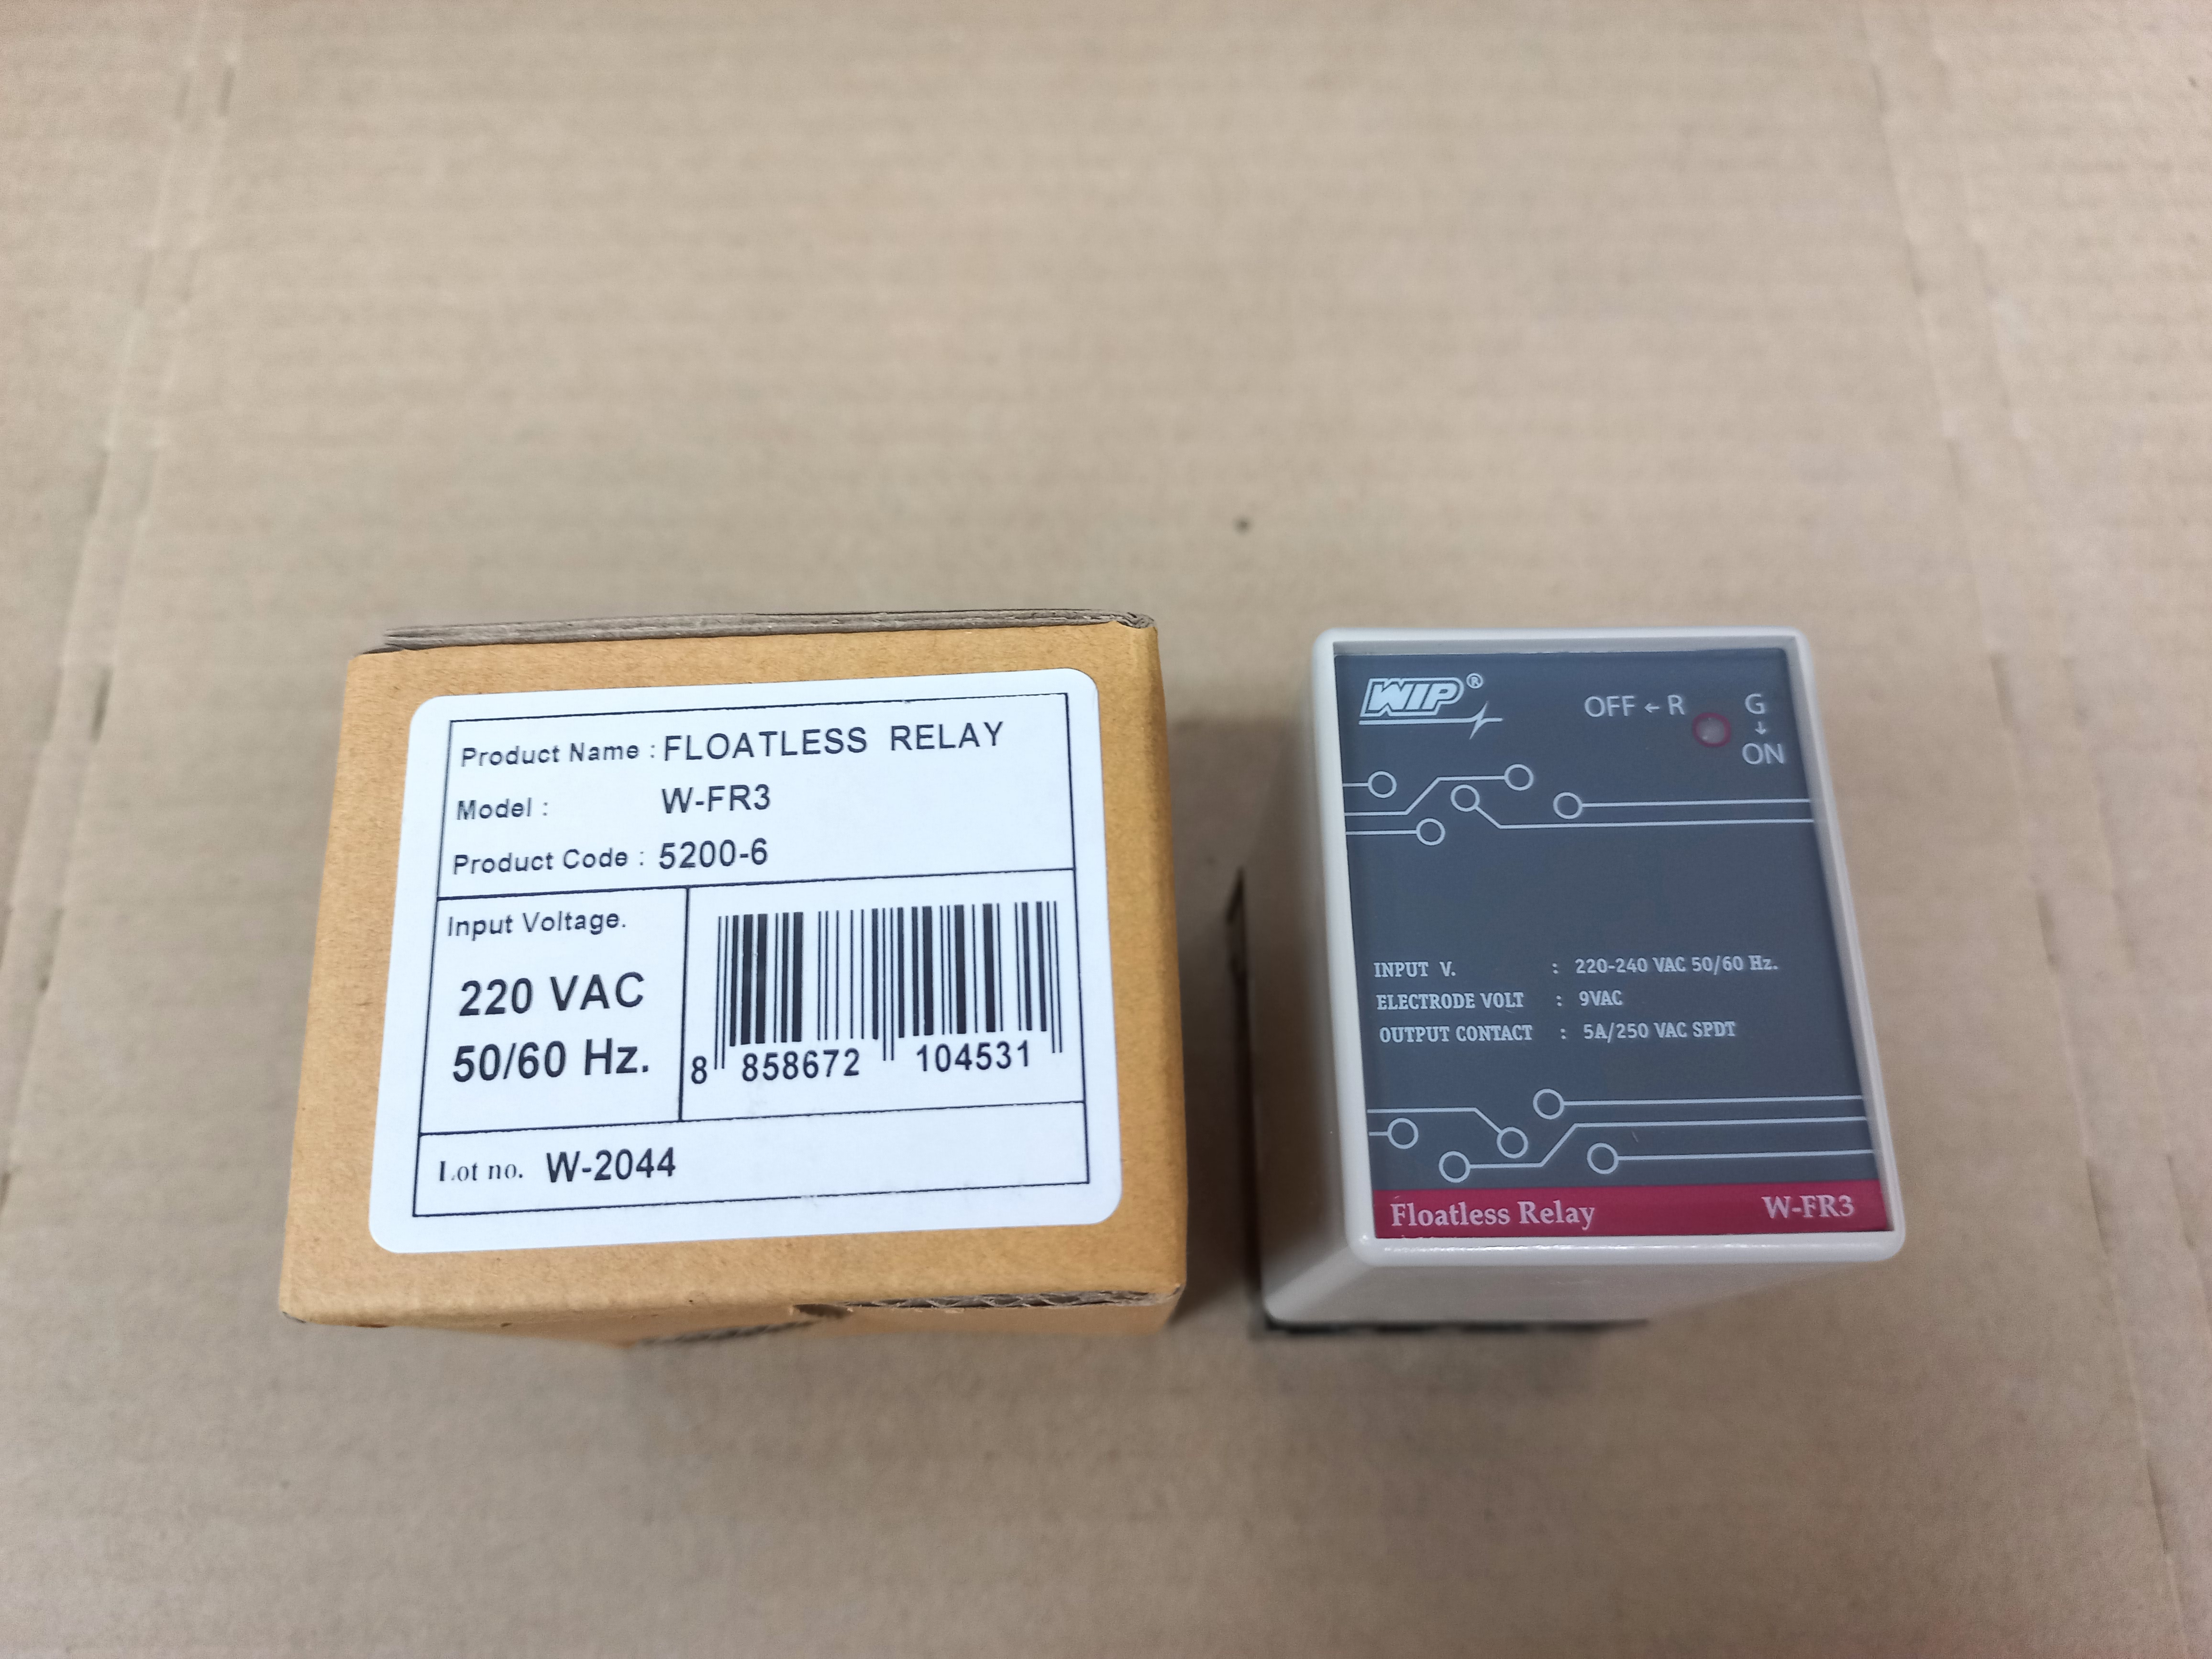 Product Name : FLOATLESS RELAY
Model : W-FR3
Product Code : 5200-6
Input Voltage.
220 VAC
50/60 Hz.
8 858672 104531
Lot no. W-2044
WIP®
OFF ← R G
↓
ON
INPUT V. : 220-240 VAC 50/60 Hz.
ELECTRODE VOLT : 9VAC
OUTPUT CONTACT : 5A/250 VAC SPDT
Floatless Relay W-FR3